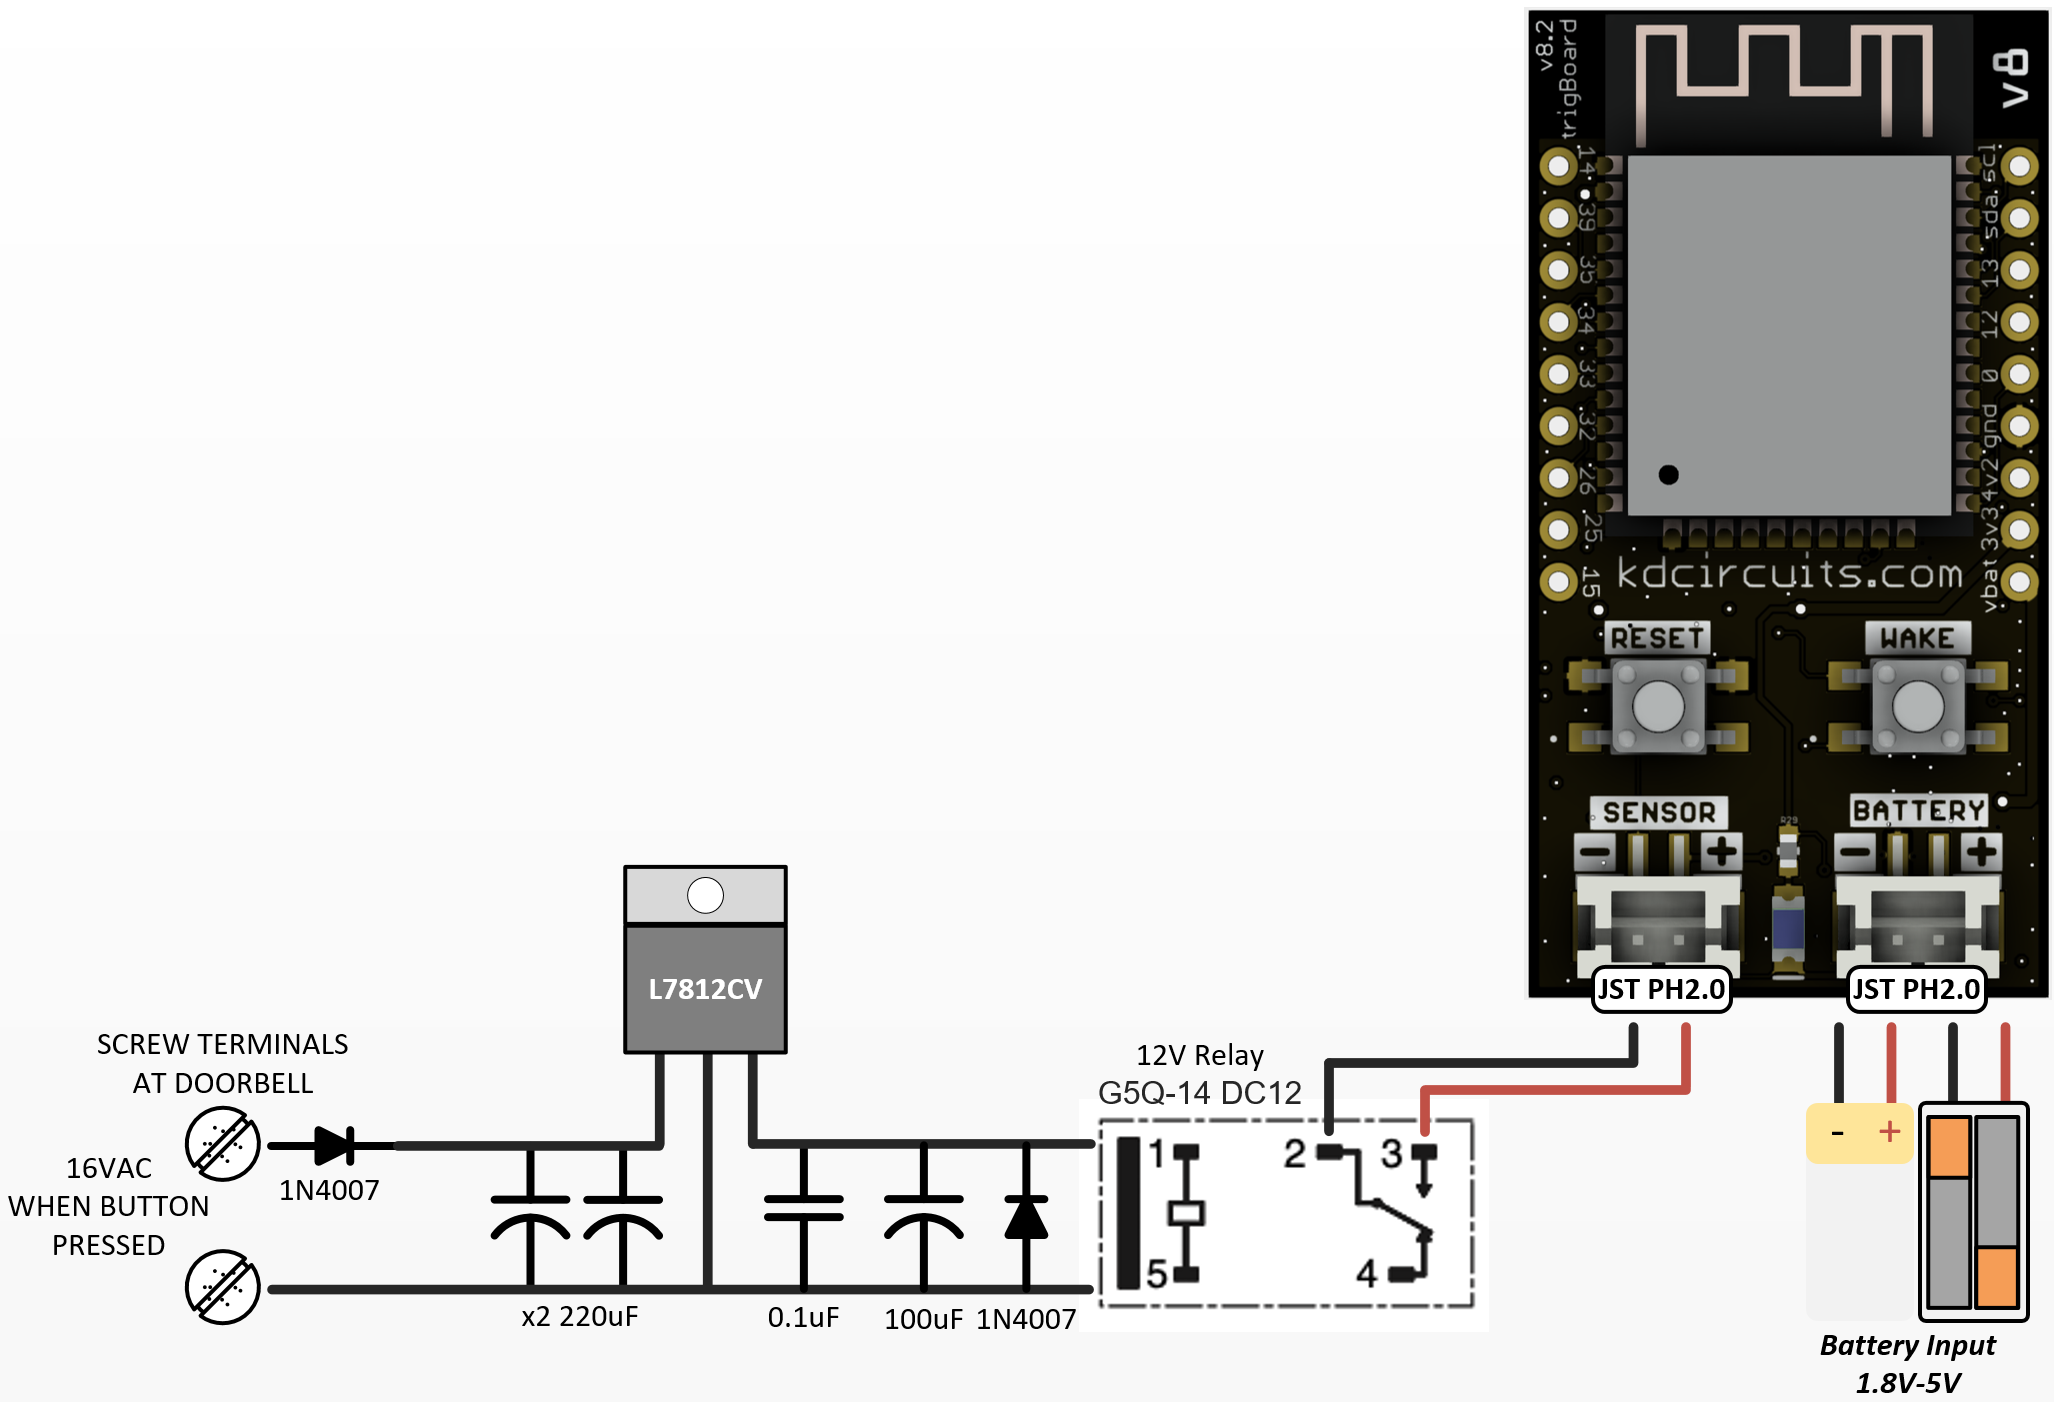 v8.2
trigBoard
v8
14
39
35
34
33
32
26
25
15
scl
sda
13
12
0
gnd
4v2
3v3
vbat
kdcircuits.com
RESET
WAKE
SENSOR
BATTERY
R29
- +
- +
JST PH2.0
JST PH2.0
L7812CV
SCREW TERMINALS
AT DOORBELL
16VAC
WHEN BUTTON
PRESSED
1N4007
x2 220uF
0.1uF
100uF
1N4007
12V Relay
G5Q-14 DC12
1
5
2
3
4
- +
Battery Input
1.8V-5V